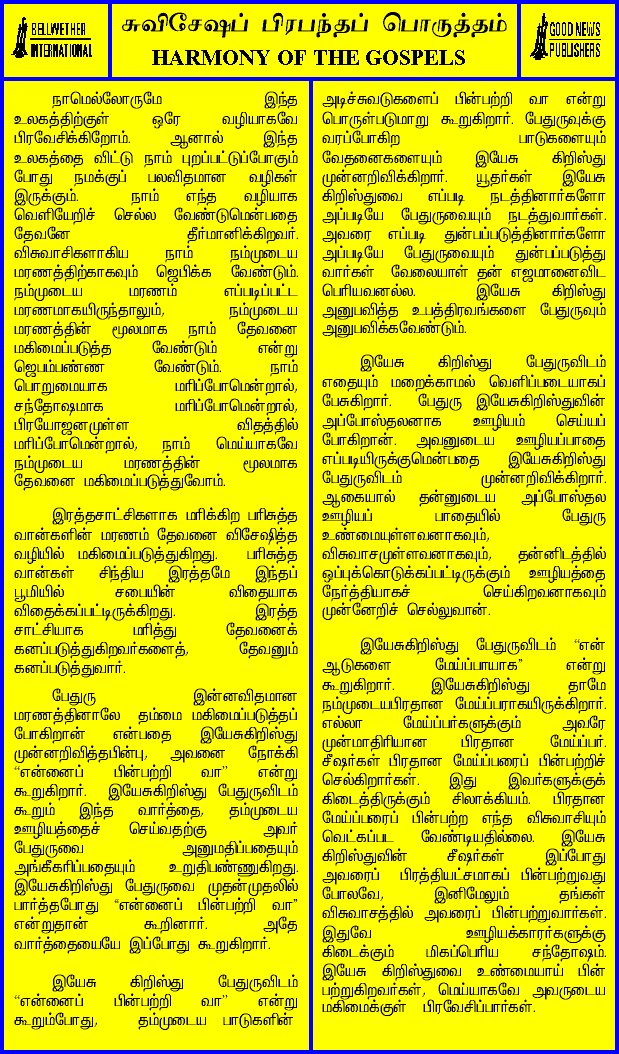 BELLWETHER
INTERNATIONAL
சுவிசேஷப் பிரபந்தப் பொருத்தம்
HARMONY OF THE GOSPELS
GOOD NEWS
PUBLISHERS
நாமெல்லோருமே இந்த
உலகத்திற்குள் ஒரே வழியாகவே
பிரவேசிக்கிறோம். ஆனால் இந்த
உலகத்தை விட்டு நாம் புறப்பட்டுப்போகும்
போது நமக்குப் பலவிதமான வழிகள்
இருக்கும். நாம் எந்த வழியாக
வெளியேறிச் செல்ல வேண்டுமென்பதை
தேவனே தீர்மானிக்கிறவர்.
விசுவாசிகளாகிய நாம் நம்முடைய
மரணத்திற்காகவும் ஜெபிக்க வேண்டும்.
நம்முடைய மரணம் எப்படிப்பட்ட
மரணமாகயிருந்தாலும், நம்முடைய
மரணத்தின் மூலமாக நாம் தேவனை
மகிமைப்படுத்த வேண்டும் என்று
ஜெபம்பண்ண வேண்டும். நாம்
பொறுமையாக மரிப்போமென்றால்,
சந்தோஷமாக மரிப்போமென்றால்,
பிரயோஜனமுள்ள விதத்தில்
மரிப்போமென்றால், நாம் மெய்யாகவே
நம்முடைய மரணத்தின் மூலமாக
தேவனை மகிமைப்படுத்துவோம்.
இரத்தசாட்சிகளாக மரிக்கிற பரிசுத்த
வான்களின் மரணம் தேவனை விசேஷித்த
வழியில் மகிமைப்படுத்துகிறது. பரிசுத்த
வான்கள் சிந்திய இரத்தமே இந்தப்
பூமியில் சபையின் விதையாக
விதைக்கப்பட்டிருக்கிறது. இரத்த
சாட்சியாக மரித்து தேவனைக்
கனப்படுத்துகிறவர்களைத், தேவனும்
கனப்படுத்துவார்.
பேதுரு இன்னவிதமான
மரணத்தினாலே தம்மை மகிமைப்படுத்தப்
போகிறான் என்பதை இயேசுகிறிஸ்து
முன்னறிவித்தபின்பு, அவனை நோக்கி
“என்னைப் பின்பற்றி வா” என்று
கூறுகிறார். இயேசுகிறிஸ்து பேதுருவிடம்
கூறும் இந்த வார்த்தை, தம்முடைய
ஊழியத்தைச் செய்வதற்கு அவர்
பேதுருவை அனுமதிப்பதையும்
அங்கீகரிப்பதையும் உறுதிபண்ணுகிறது.
இயேசுகிறிஸ்து பேதுருவை முதன்முதலில்
பார்த்தபோது “என்னைப் பின்பற்றி வா”
என்றுதான் கூறினார். அதே
வார்த்தையையே இப்போது கூறுகிறார்.
இயேசு கிறிஸ்து பேதுருவிடம்
“என்னைப் பின்பற்றி வா” என்று
கூறும்போது, தம்முடைய பாடுகளின்
அடிச்சுவடுகளைப் பின்பற்றி வா என்று
பொருள்படுமாறு கூறுகிறார். பேதுருவுக்கு
வரப்போகிற பாடுகளையும்
வேதனைகளையும் இயேசு கிறிஸ்து
முன்னறிவிக்கிறார். யூதர்கள் இயேசு
கிறிஸ்துவை எப்படி நடத்தினார்களோ
அப்படியே பேதுருவையும் நடத்துவார்கள்.
அவரை எப்படி துன்பப்படுத்தினார்களோ
அப்படியே பேதுருவையும் துன்பப்படுத்து
வார்கள் வேலையாள் தன் எஜமானைவிட
பெரியவனல்ல. இயேசு கிறிஸ்து
அனுபவித்த உபத்திரவங்களை பேதுருவும்
அனுபவிக்கவேண்டும்.
இயேசு கிறிஸ்து பேதுருவிடம்
எதையும் மறைக்காமல் வெளிப்படையாகப்
பேசுகிறார். பேதுரு இயேசுகிறிஸ்துவின்
அப்போஸ்தலனாக ஊழியம் செய்யப்
போகிறான். அவனுடைய ஊழியப்பாதை
எப்படியிருக்குமென்பதை இயேசுகிறிஸ்து
பேதுருவிடம் முன்னறிவிக்கிறார்.
ஆகையால் தன்னுடைய அப்போஸ்தல
ஊழியப் பாதையில் பேதுரு
உண்மையுள்ளவனாகவும்,
விசுவாசமுள்ளவனாகவும், தன்னிடத்தில்
ஒப்புக்கொடுக்கப்பட்டிருக்கும் ஊழியத்தை
நேர்த்தியாகச் செய்கிறவனாகவும்
முன்னேறிச் செல்லுவான்.
இயேசுகிறிஸ்து பேதுருவிடம் “என்
ஆடுகளை மேய்ப்பாயாக” என்று
கூறுகிறார். இயேசுகிறிஸ்து தாமே
நம்முடையபிரதான மேய்ப்பராகயிருக்கிறார்.
எல்லா மேய்ப்பர்களுக்கும் அவரே
முன்மாதிரியான பிரதான மேய்ப்பர்.
சீஷர்கள் பிரதான மேய்ப்பரைப் பின்பற்றிச்
செல்கிறார்கள். இது இவர்களுக்குக்
கிடைத்திருக்கும் சிலாக்கியம். பிரதான
மேய்ப்பரைப் பின்பற்ற எந்த விசுவாசியும்
வெட்கப்பட வேண்டியதில்லை. இயேசு
கிறிஸ்துவின் சீஷர்கள் இப்போது
அவரைப் பிரத்தியட்சமாகப் பின்பற்றுவது
போலவே, இனிமேலும் தங்கள்
விசுவாசத்தில் அவரைப் பின்பற்றுவார்கள்.
இதுவே ஊழியக்காரர்களுக்கு
கிடைக்கும் மிகப்பெரிய சந்தோஷம்.
இயேசு கிறிஸ்துவை உண்மையாய் பின்
பற்றுகிறவர்கள், மெய்யாகவே அவருடைய
மகிமைக்குள் பிரவேசிப்பார்கள்.